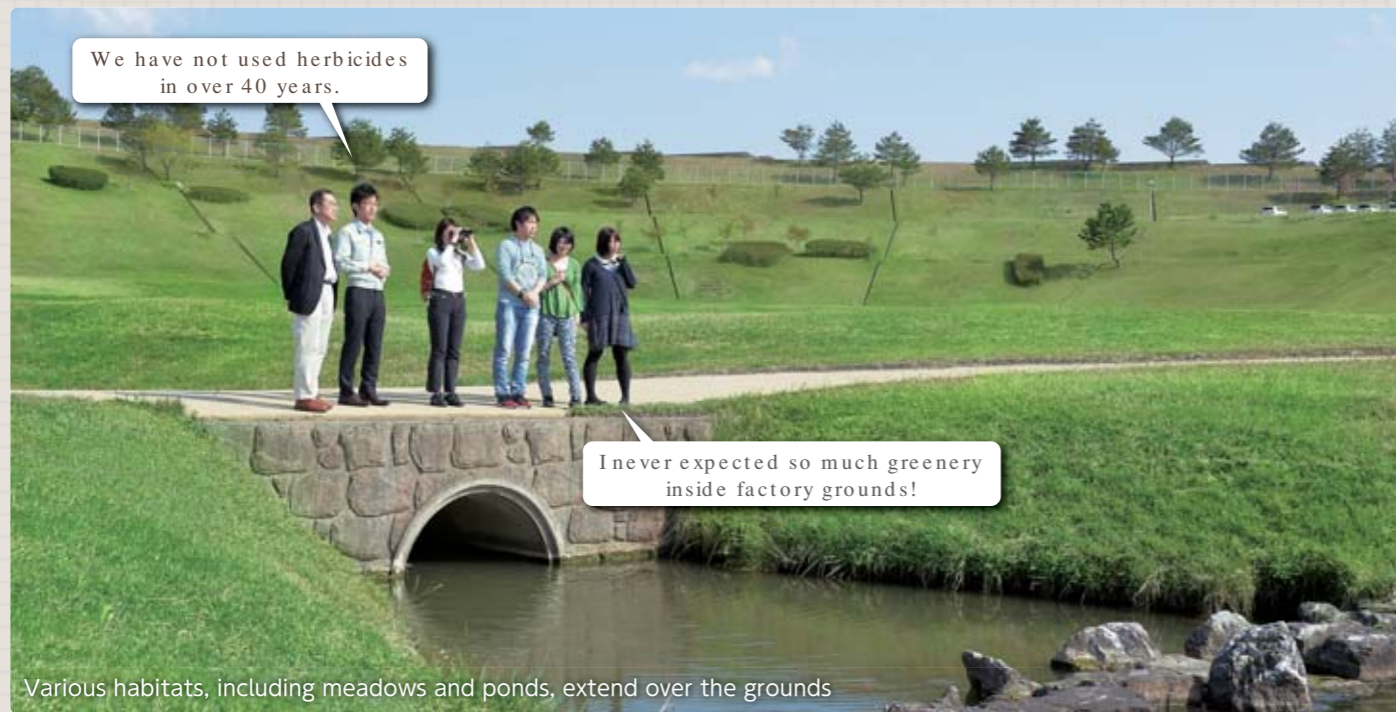 We have not used herbicides
in over 40 years.
I never expected so much greenery
inside factory grounds!
Various habitats, including meadows and ponds, extend over the grounds